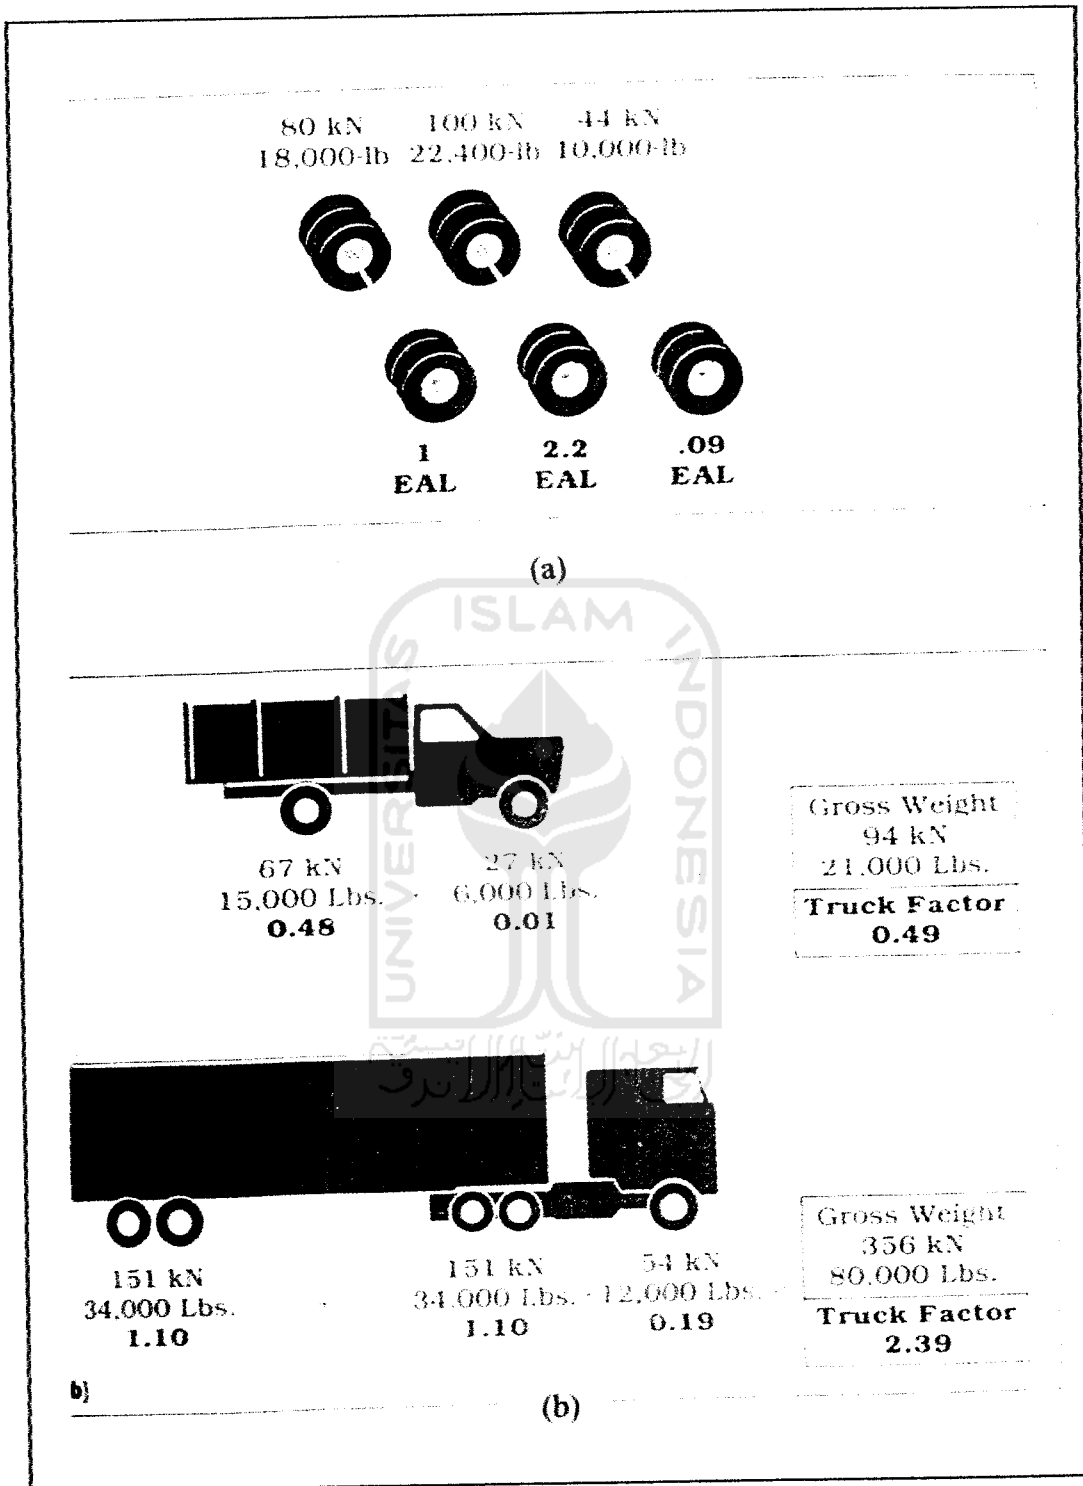 80 kN 100 kN 44 kN
18,000-lb 22,400-lb 10,000-lb
1 2.2 .09
EAL EAL EAL
(a)
UNIVERSITAS ISLAM INDONESIA
67 kN 27 kN
15,000 Lbs. 6,000 Lbs.
0.48 0.01
Gross Weight
94 kN
21,000 Lbs.
Truck Factor
0.49
151 kN 151 kN 54 kN
34,000 Lbs. 34,000 Lbs. 12,000 Lbs.
1.10 1.10 0.19
Gross Weight
356 kN
80,000 Lbs.
Truck Factor
2.39
b)
(b)